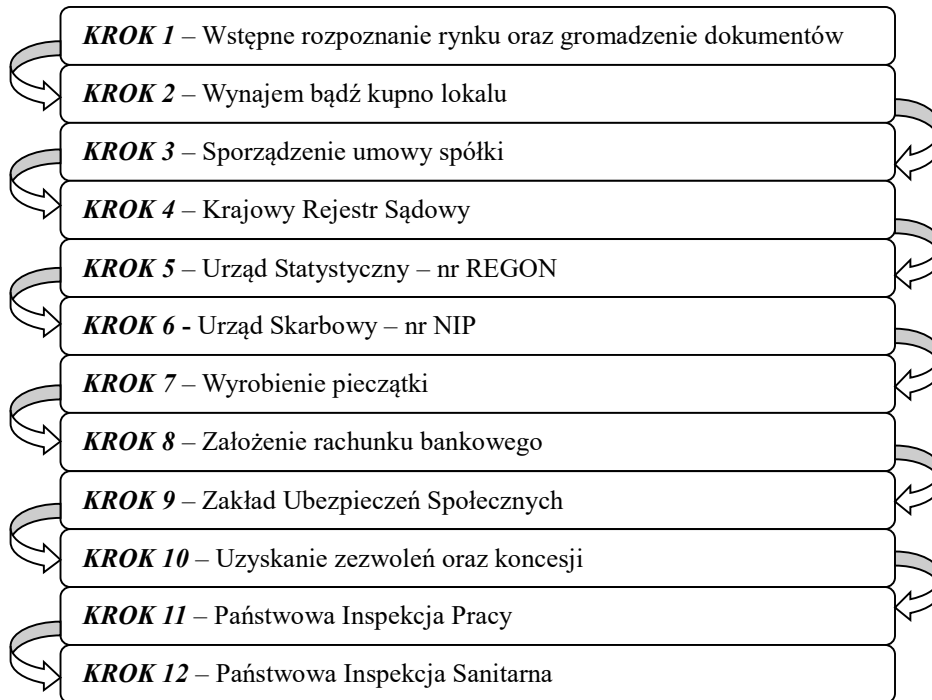 KROK 1 – Wstępne rozpoznanie rynku oraz gromadzenie dokumentów
KROK 2 – Wynajem bądź kupno lokalu
KROK 3 – Sporządzenie umowy spółki
KROK 4 – Krajowy Rejestr Sądowy
KROK 5 – Urząd Statystyczny – nr REGON
KROK 6 - Urząd Skarbowy – nr NIP
KROK 7 – Wyrobienie pieczątki
KROK 8 – Założenie rachunku bankowego
KROK 9 – Zakład Ubezpieczeń Społecznych
KROK 10 – Uzyskanie zezwoleń oraz koncesji
KROK 11 – Państwowa Inspekcja Pracy
KROK 12 – Państwowa Inspekcja Sanitarna